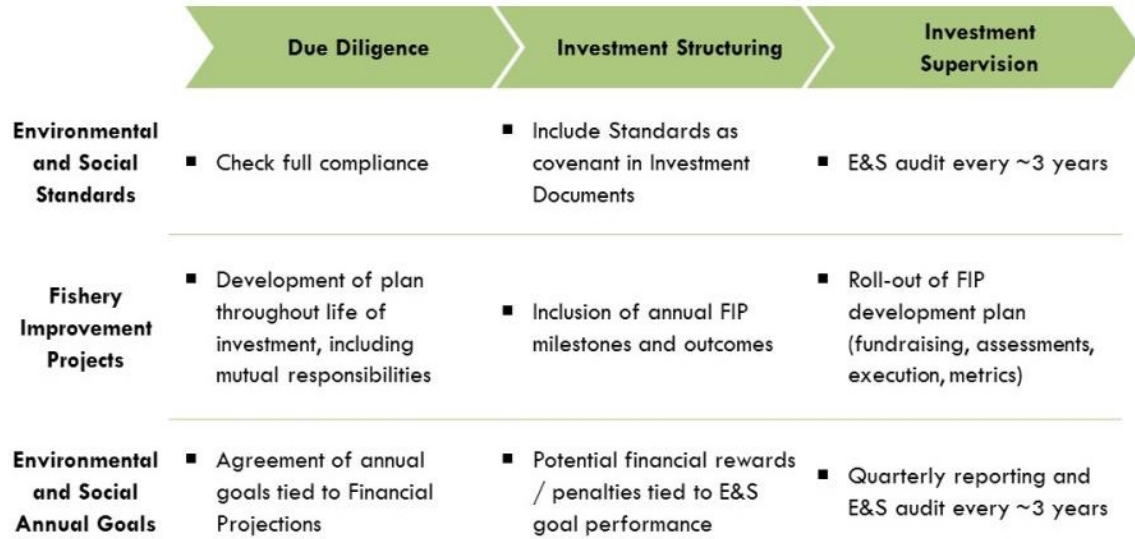 Due Diligence
Investment Structuring
Investment
Supervision
Environmental
and Social
Standards
▪ Check full compliance
▪ Include Standards as
covenant in Investment
Documents
▪ E&S audit every ~3 years
Fishery
Improvement
Projects
▪ Development of plan
throughout life of
investment, including
mutual responsibilities
▪ Inclusion of annual FIP
milestones and outcomes
▪ Roll-out of FIP
development plan
(fundraising, assessments,
execution, metrics)
Environmental
and Social
Annual Goals
▪ Agreement of annual
goals tied to Financial
Projections
▪ Potential financial rewards
/ penalties tied to E&S
goal performance
▪ Quarterly reporting and
E&S audit every ~3 years